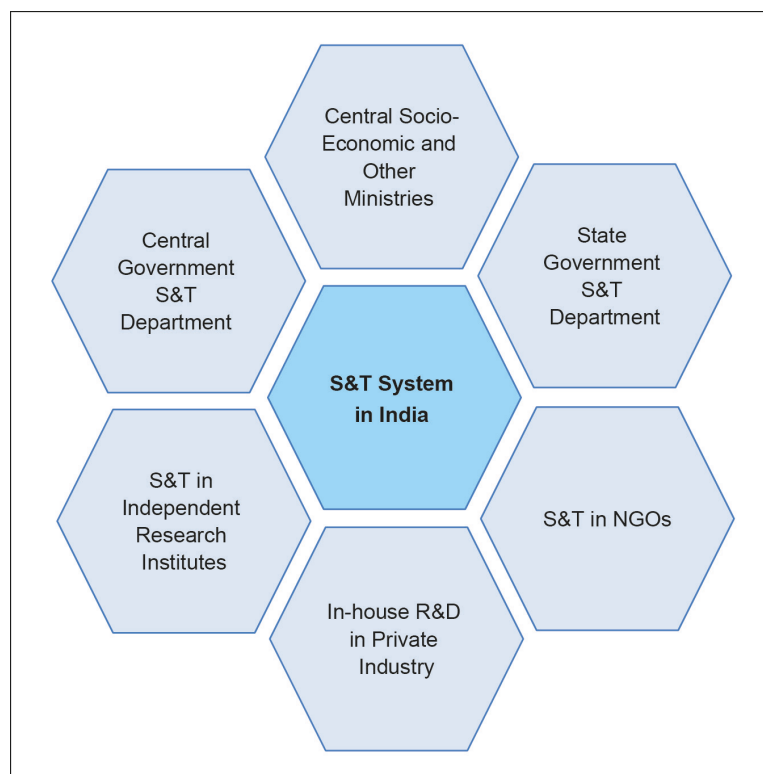 Central Socio-
Economic and
Other
Ministries
Central
Government
S&T
Department
State
Government
S&T
Department
S&T System
in India
S&T in
Independent
Research
Institutes
S&T in NGOs
In-house R&D
in Private
Industry